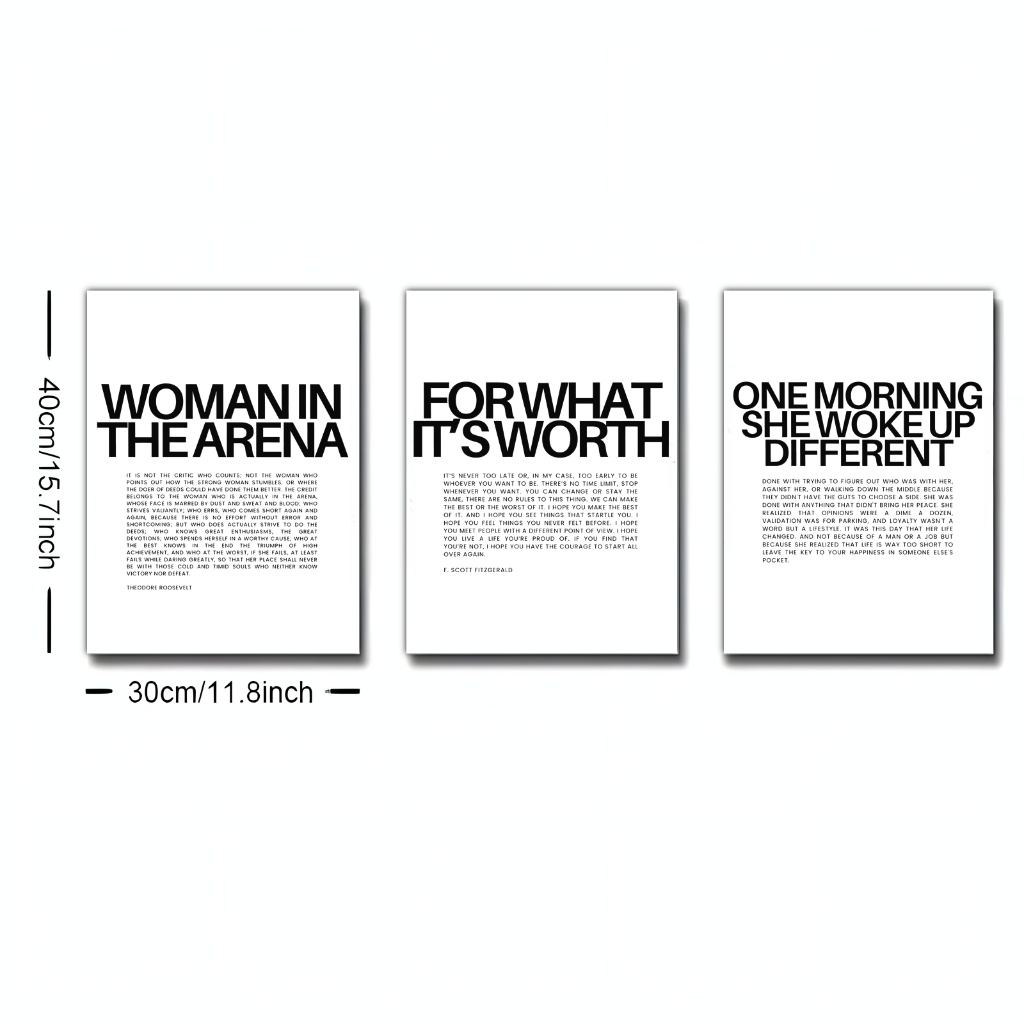 40cm/15.7inch
WOMAN IN
THE ARENA
IT IS NOT THE CRITIC WHO COUNTS; NOT THE WOMAN WHO
POINTS OUT HOW THE STRONG WOMAN STUMBLES, OR WHERE
THE DOER OF DEEDS COULD HAVE DONE THEM BETTER. THE CREDIT
BELONGS TO THE WOMAN WHO IS ACTUALLY IN THE ARENA,
WHOSE FACE IS MARRED BY DUST AND SWEAT AND BLOOD; WHO
STRIVES VALIANTLY; WHO ERRS, WHO COMES SHORT AGAIN AND
AGAIN, BECAUSE THERE IS NO EFFORT WITHOUT ERROR AND
SHORTCOMING; BUT WHO DOES ACTUALLY STRIVE TO DO THE
DEEDS; WHO KNOWS GREAT ENTHUSIASMS, THE GREAT
DEVOTIONS; WHO SPENDS HERSELF IN A WORTHY CAUSE, WHO AT
THE BEST KNOWS IN THE END THE TRIUMPH OF HIGH
ACHIEVEMENT, AND WHO AT THE WORST, IF SHE FAILS, AT LEAST
FAILS WHILE DARING GREATLY, SO THAT HER PLACE SHALL NEVER
BE WITH THOSE COLD AND TIMID SOULS WHO NEITHER KNOW
VICTORY NOR DEFEAT.
THEODORE ROOSEVELT
30cm/11.8inch
FOR WHAT
IT'S WORTH
IT'S NEVER TOO LATE OR, IN MY CASE, TOO EARLY TO BE
WHOEVER YOU WANT TO BE. THERE'S NO TIME LIMIT, STOP
WHENEVER YOU WANT. YOU CAN CHANGE OR STAY THE
SAME, THERE ARE NO RULES TO THIS THING. WE CAN MAKE
THE BEST OR THE WORST OF IT. I HOPE YOU MAKE THE BEST
OF IT. AND I HOPE YOU SEE THINGS THAT STARTLE YOU. I
HOPE YOU FEEL THINGS YOU NEVER FELT BEFORE. I HOPE
YOU MEET PEOPLE WITH A DIFFERENT POINT OF VIEW. I HOPE
YOU LIVE A LIFE YOU'RE PROUD OF. IF YOU FIND THAT
YOU'RE NOT, I HOPE YOU HAVE THE COURAGE TO START ALL
OVER AGAIN.
F. SCOTT FITZGERALD
ONE MORNING
SHE WOKE UP
DIFFERENT
DONE WITH TRYING TO FIGURE OUT WHO WAS WITH HER,
AGAINST HER, OR WALKING DOWN THE MIDDLE BECAUSE
THEY DIDN'T HAVE THE GUTS TO CHOOSE A SIDE. SHE WAS
DONE WITH ANYTHING THAT DIDN'T BRING HER PEACE. SHE
REALIZED THAT OPINIONS WERE A DIME A DOZEN,
VALIDATION WAS FOR PARKING, AND LOYALTY WASN'T A
WORD BUT A LIFESTYLE. IT WAS THIS DAY THAT HER LIFE
CHANGED. AND NOT BECAUSE OF A MAN OR A JOB BUT
BECAUSE SHE REALIZED THAT LIFE IS WAY TOO SHORT TO
LEAVE THE KEY TO YOUR HAPPINESS IN SOMEONE ELSE'S
POCKET.